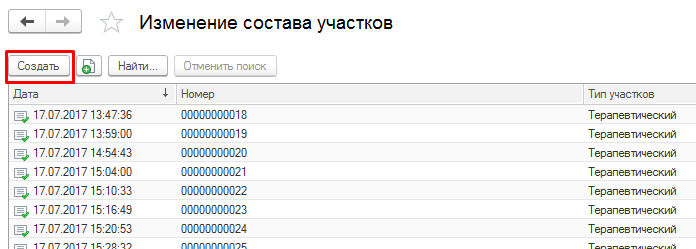 Изменение состава участков
Создать Найти... Отменить поиск
Дата ↓ Номер Тип участков
17.07.2017 13:47:36 00000000018 Терапевтический
17.07.2017 13:59:00 00000000019 Терапевтический
17.07.2017 14:54:43 00000000020 Терапевтический
17.07.2017 15:04:00 00000000021 Терапевтический
17.07.2017 15:10:33 00000000022 Терапевтический
17.07.2017 15:16:49 00000000023 Терапевтический
17.07.2017 15:20:53 00000000024 Терапевтический
17.07.2017 15:28:32 00000000025 Терапевтический